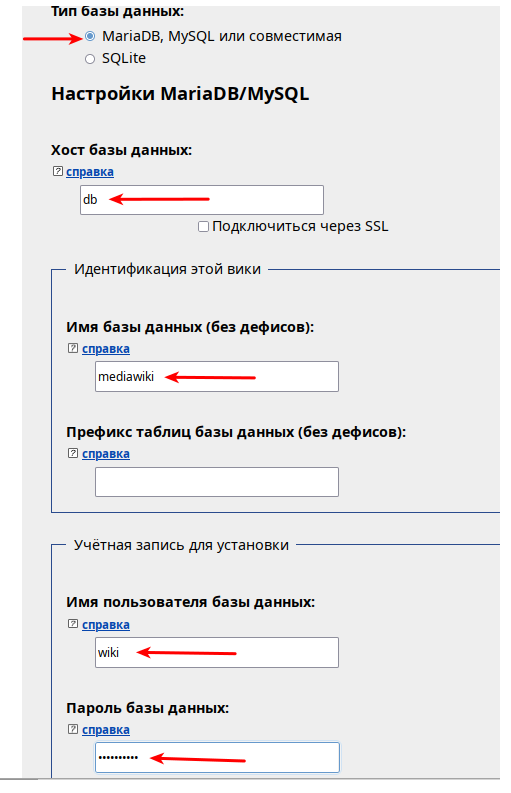 Тип базы данных:
MariaDB, MySQL или совместимая
SQLite
Настройки MariaDB/MySQL
Хост базы данных:
? справка
db
Подключиться через SSL
Идентификация этой вики
Имя базы данных (без дефисов):
? справка
mediawiki
Префикс таблиц базы данных (без дефисов):
? справка
Учётная запись для установки
Имя пользователя базы данных:
? справка
wiki
Пароль базы данных:
? справка
••••••••••